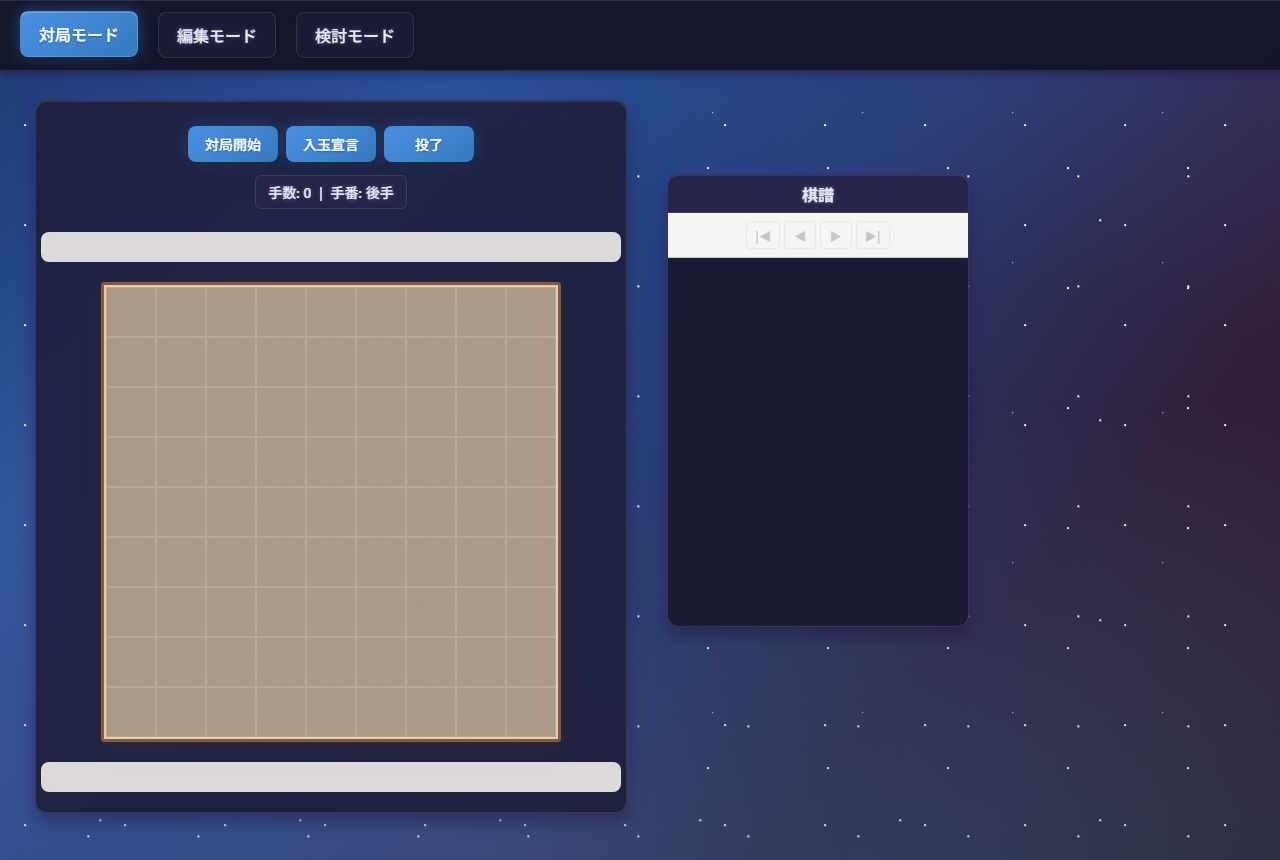 対局モード 編集モード 検討モード
対局開始 入玉宣言 投了
手数: 0 | 手番: 後手
棋譜
|◀ ◀ ▶ ▶|